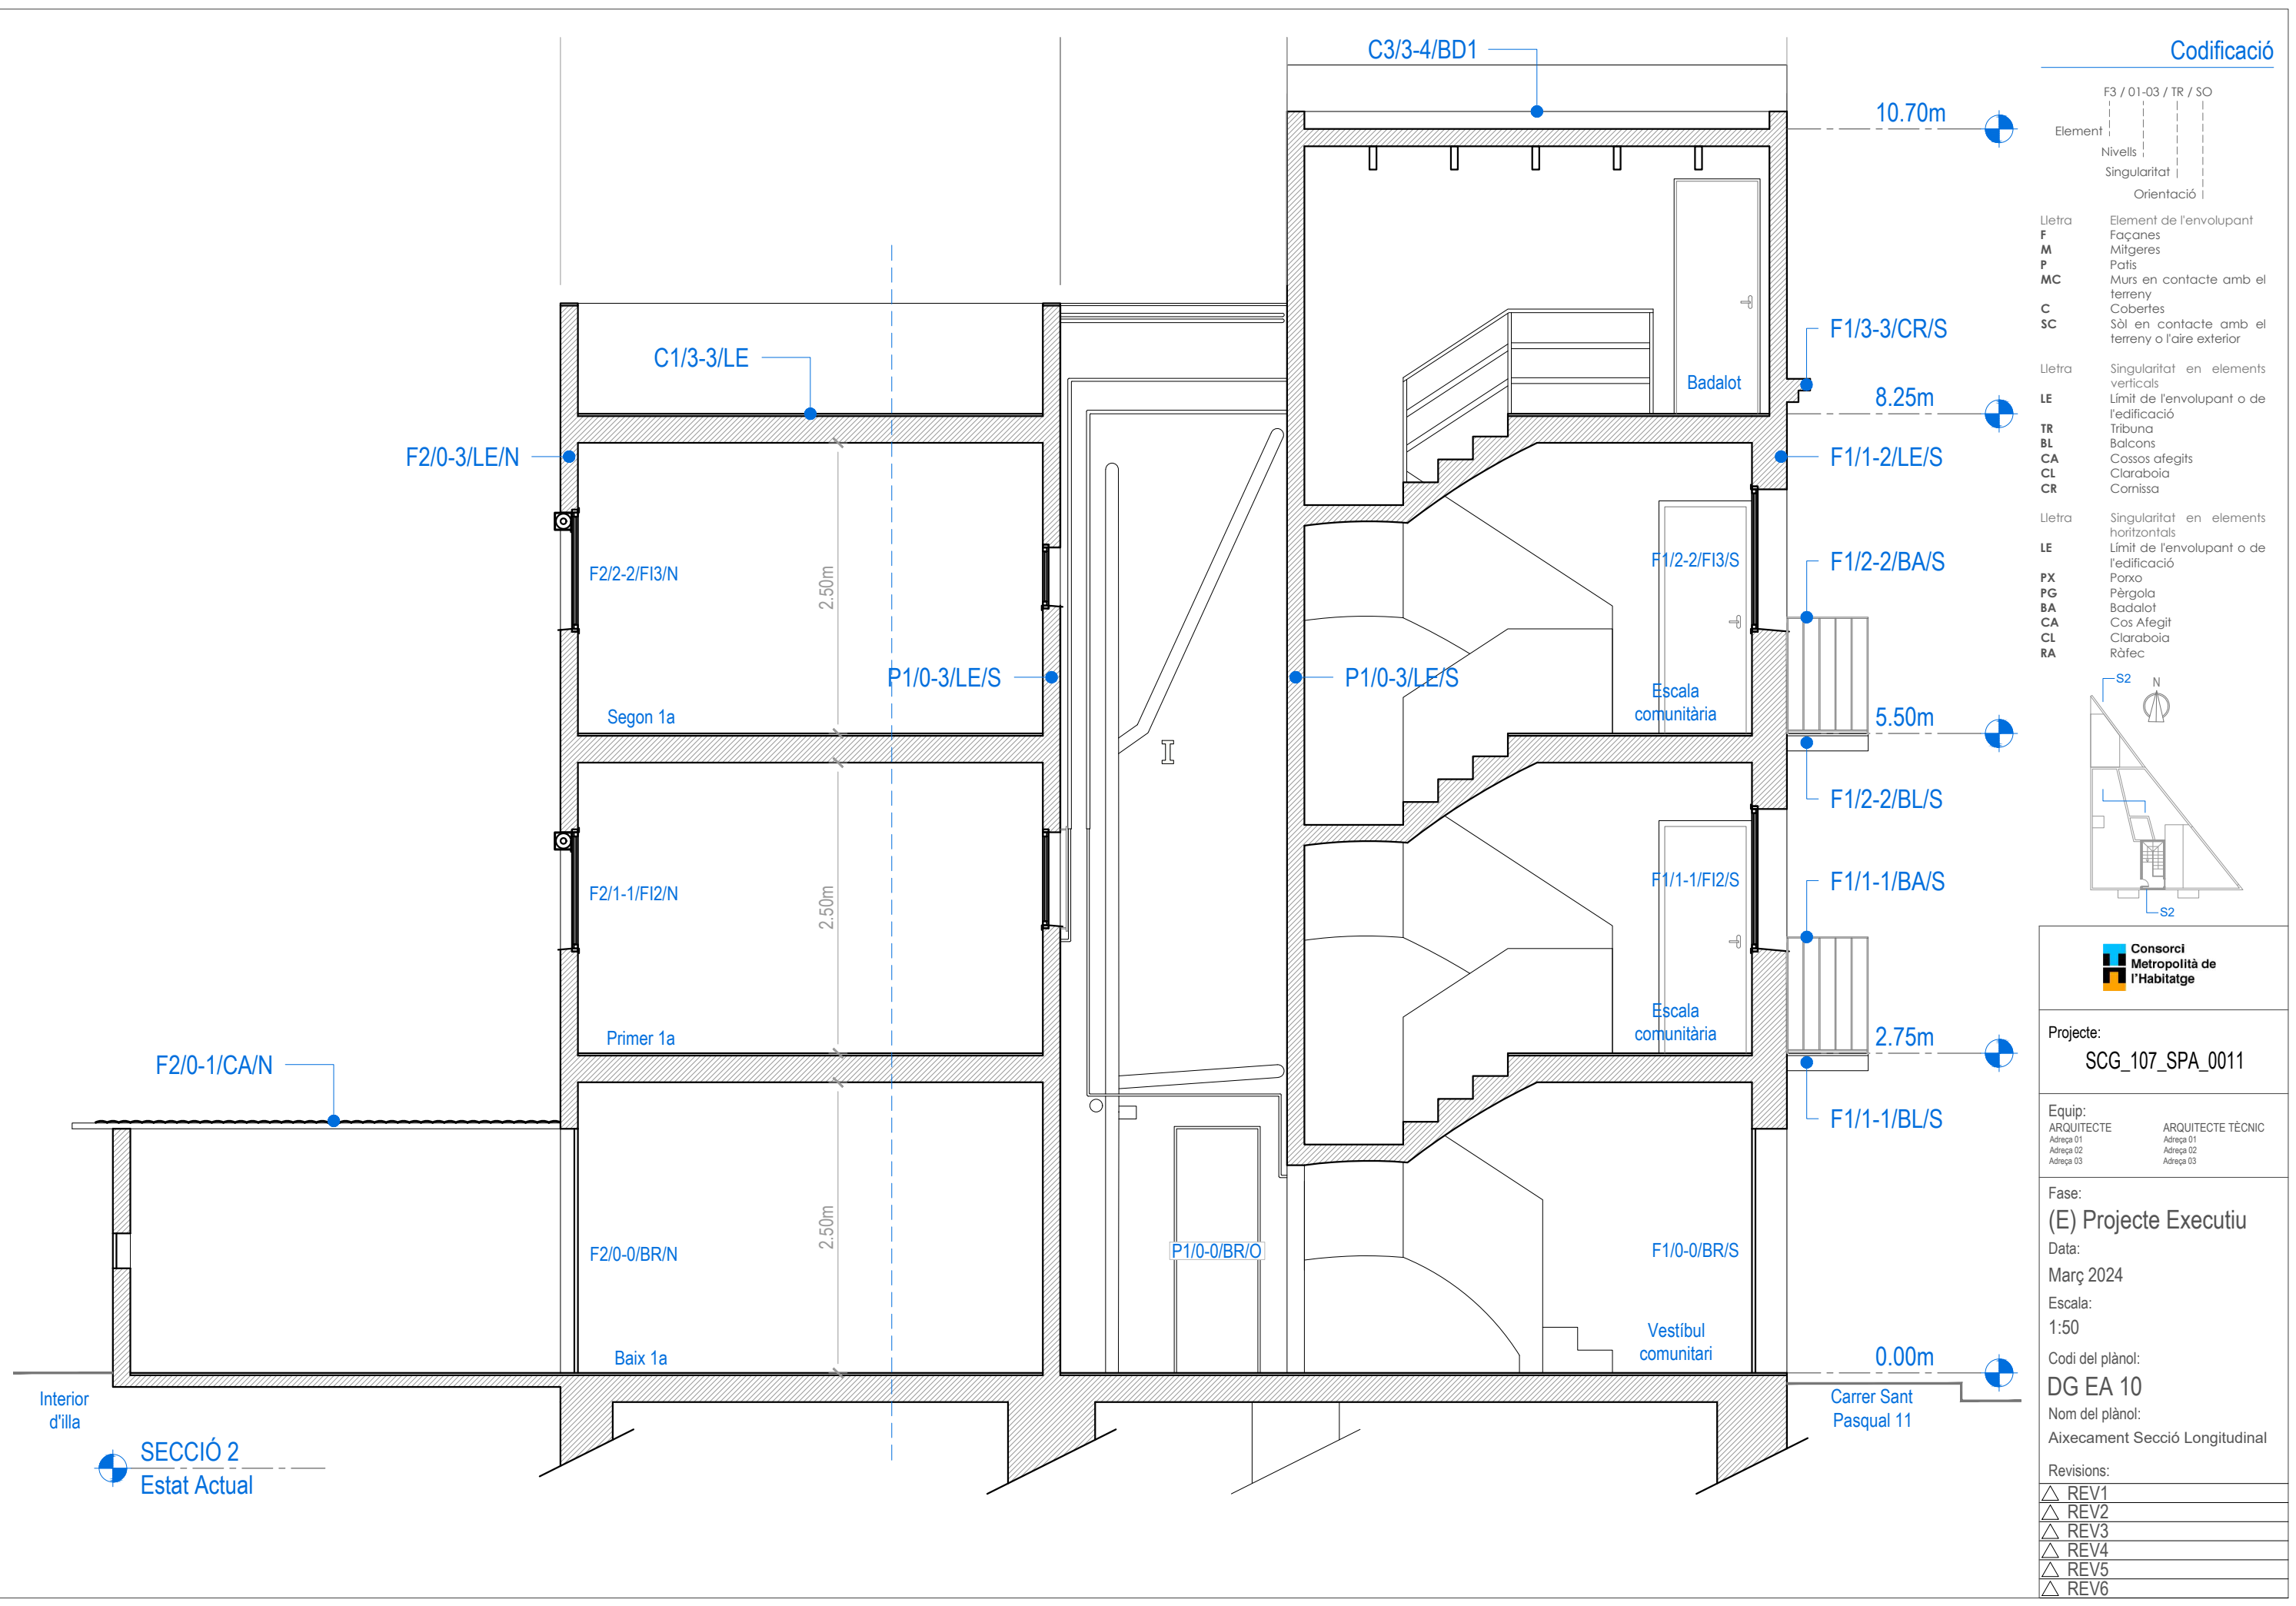 C3/3-4/BD1
10.70m
F1/3-3/CR/S
C1/3-3/LE
Badalot
8.25m
F2/0-3/LE/N
F1/1-2/LE/S
F2/2-2/FI3/N
2.50m
F1/2-2/FI3/S
F1/2-2/BA/S
P1/0-3/LE/S
P1/0-3/LE/S
Segon 1a
Escala
comunitària
5.50m
I
F1/2-2/BL/S
F2/1-1/FI2/N
2.50m
F1/1-1/FI2/S
F1/1-1/BA/S
Primer 1a
Escala
comunitària
2.75m
F2/0-1/CA/N
F1/1-1/BL/S
F2/0-0/BR/N
2.50m
P1/0-0/BR/O
F1/0-0/BR/S
Baix 1a
Vestíbul
comunitari
0.00m
Interior
d'illa
Carrer Sant
Pasqual 11
SECCIÓ 2
Estat Actual
Codificació
F3 / 01-03 / TR / SO
Element
Nivells
Singularitat
Orientació
Lletra Element de l'envolupant
F Façanes
M Mitgeres
P Patis
MC Murs en contacte amb el
terreny
C Cobertes
SC Sòl en contacte amb el
terreny o l'aire exterior
Lletra Singularitat en elements
verticals
LE Límit de l'envolupant o de
l'edificació
TR Tribuna
BL Balcons
CA Cossos afegits
CL Claraboia
CR Cornissa
Lletra Singularitat en elements
horitzontals
LE Límit de l'envolupant o de
l'edificació
PX Porxo
PG Pèrgola
BA Badalot
CA Cos Afegit
CL Claraboia
RA Ràfec
S2 N
S2
Consorci
Metropolità de
l'Habitatge
Projecte:
SCG_107_SPA_0011
Equip:
ARQUITECTE ARQUITECTE TÈCNIC
Adreça 01 Adreça 01
Adreça 02 Adreça 02
Adreça 03 Adreça 03
Fase:
(E) Projecte Executiu
Data:
Març 2024
Escala:
1:50
Codi del plànol:
DG EA 10
Nom del plànol:
Aixecament Secció Longitudinal
Revisions:
REV1
REV2
REV3
REV4
REV5
REV6